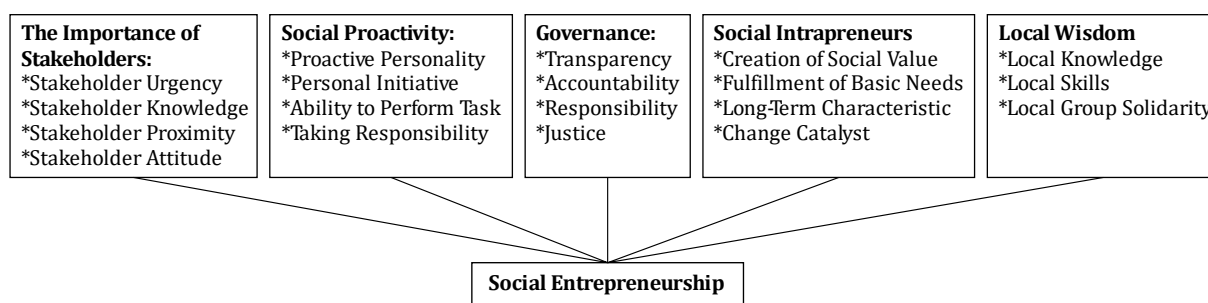 The Importance of
Stakeholders:
*Stakeholder Urgency
*Stakeholder Knowledge
*Stakeholder Proximity
*Stakeholder Attitude
Social Proactivity:
*Proactive Personality
*Personal Initiative
*Ability to Perform Task
*Taking Responsibility
Governance:
*Transparency
*Accountability
*Responsibility
*Justice
Social Intrapreneurs
*Creation of Social Value
*Fulfillment of Basic Needs
*Long-Term Characteristic
*Change Catalyst
Local Wisdom
*Local Knowledge
*Local Skills
*Local Group Solidarity
Social Entrepreneurship